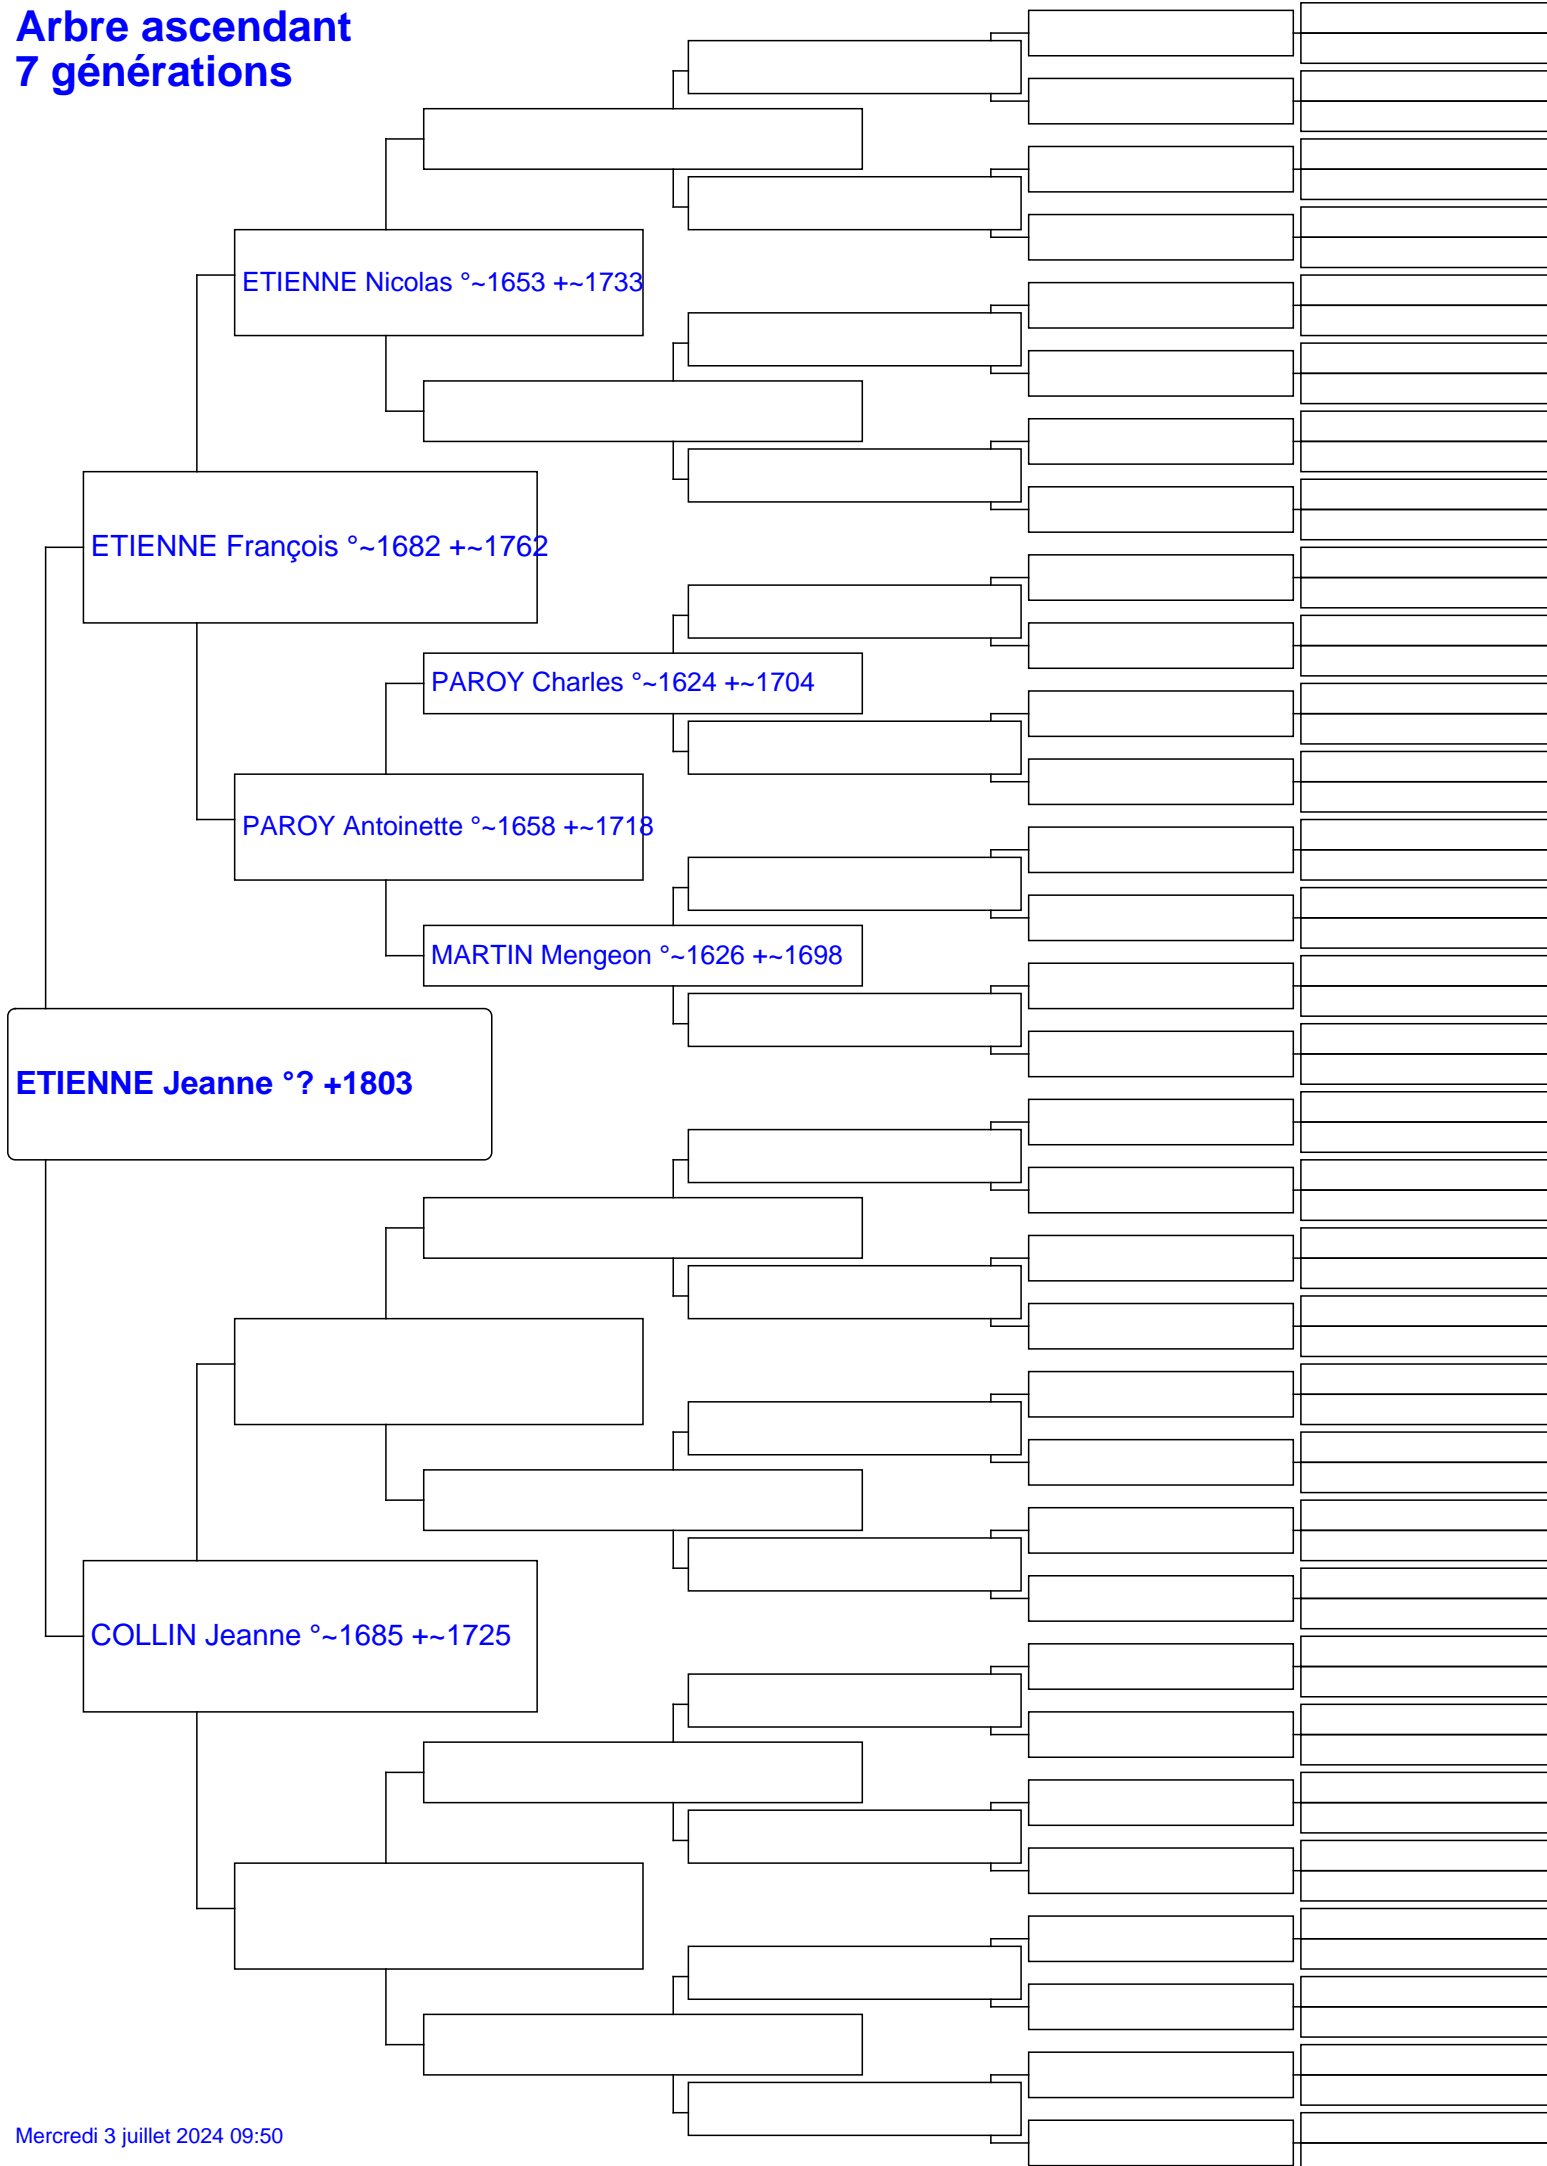 Arbre ascendant
7 générations
ETIENNE Nicolas °~1653 +~1733
ETIENNE François °~1682 +~1762
PAROY Charles °~1624 +~1704
PAROY Antoinette °~1658 +~1718
MARTIN Mengeon °~1626 +~1698
ETIENNE Jeanne °? +1803
COLLIN Jeanne °~1685 +~1725
Mercredi 3 juillet 2024 09:50